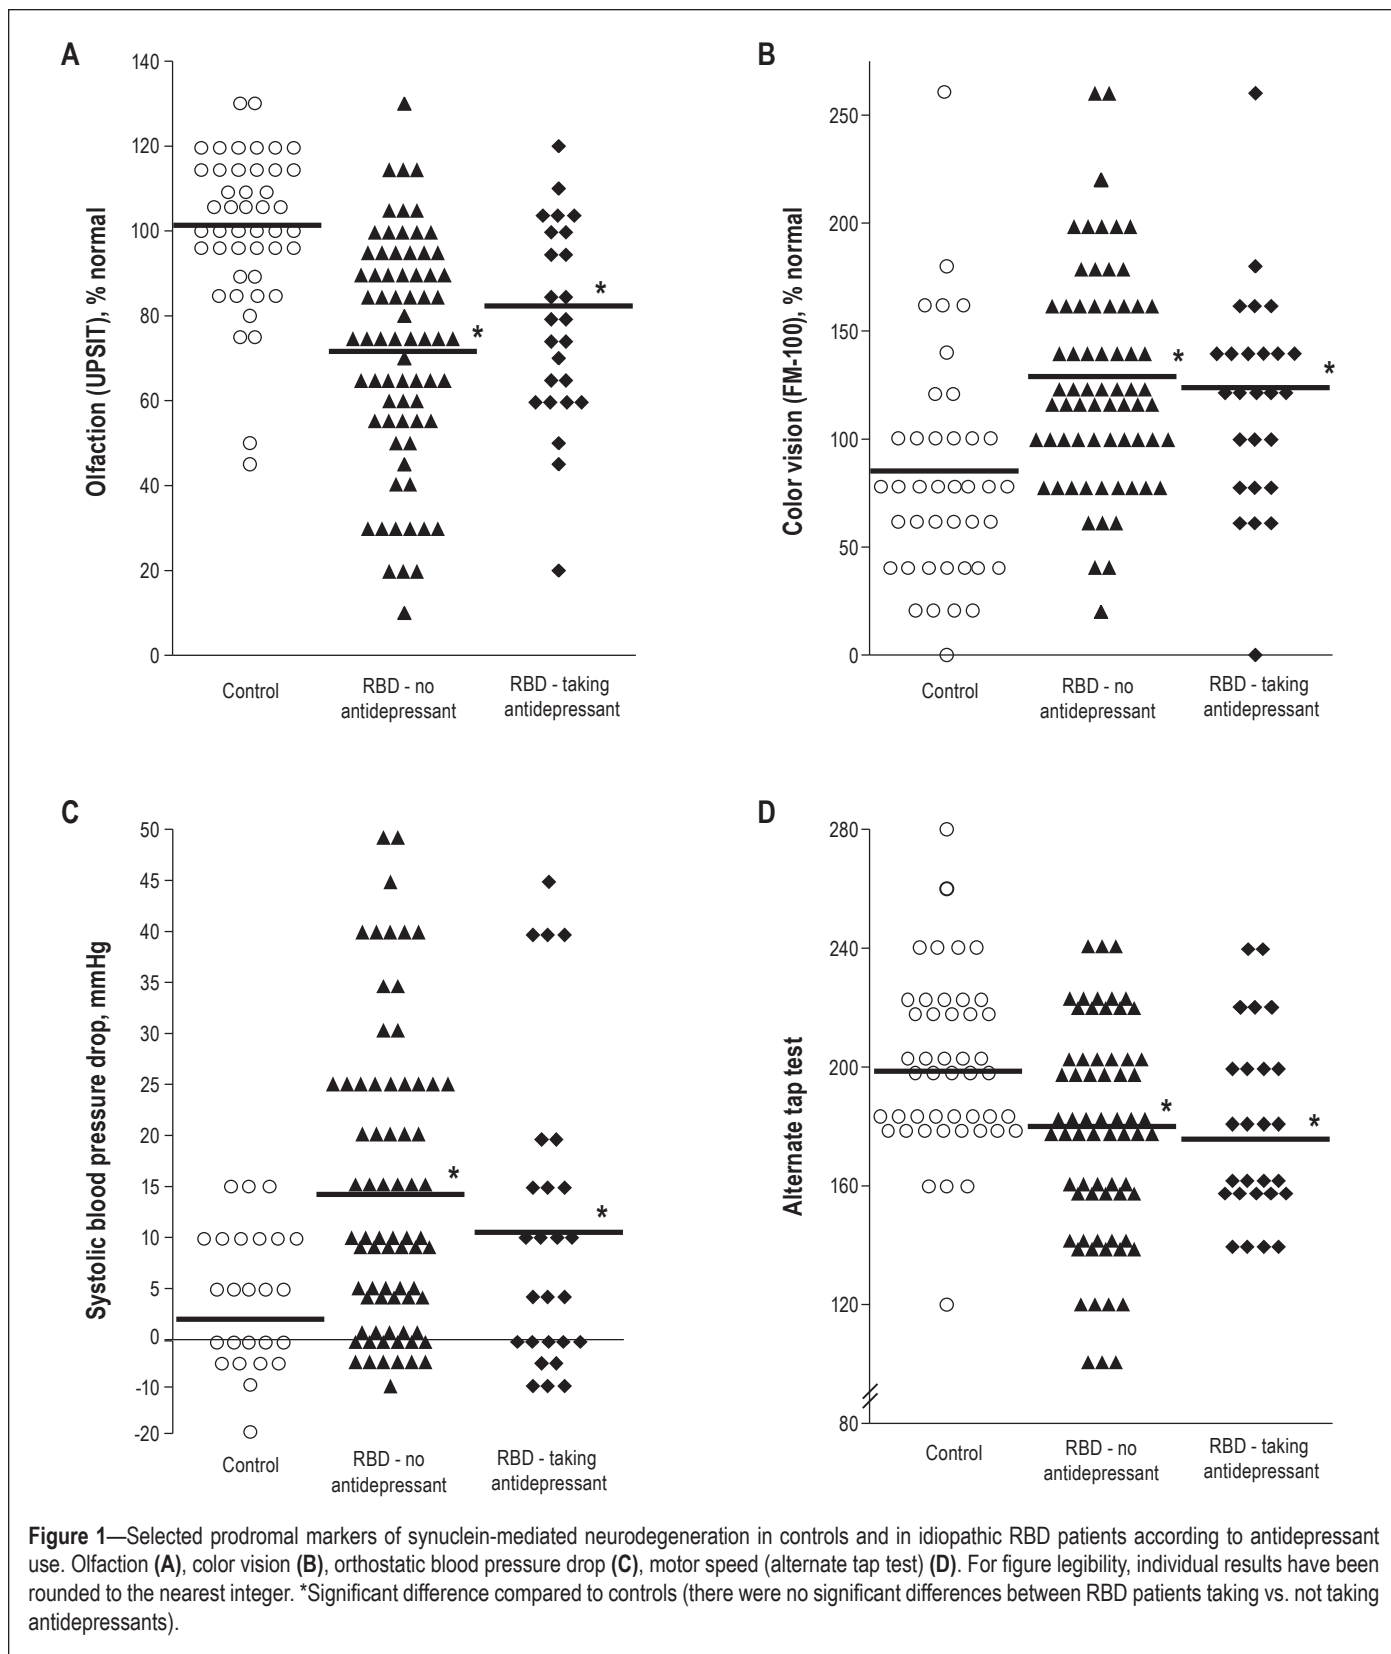 A
140
120
100
80
60
40
20
0
Olfaction (UPSIT), % normal
*
*
Control
RBD - no
antidepressant
RBD - taking
antidepressant
B
250
200
150
100
50
0
Color vision (FM-100), % normal
*
*
Control
RBD - no
antidepressant
RBD - taking
antidepressant
C
50
45
40
35
30
25
20
15
10
5
0
-10
-20
Systolic blood pressure drop, mmHg
*
*
Control
RBD - no
antidepressant
RBD - taking
antidepressant
D
280
240
200
160
120
80
Alternate tap test
*
*
Control
RBD - no
antidepressant
RBD - taking
antidepressant
Figure 1—Selected prodromal markers of synuclein-mediated neurodegeneration in controls and in idiopathic RBD patients according to antidepressant
use. Olfaction (A), color vision (B), orthostatic blood pressure drop (C), motor speed (alternate tap test) (D). For figure legibility, individual results have been
rounded to the nearest integer. *Significant difference compared to controls (there were no significant differences between RBD patients taking vs. not taking
antidepressants).